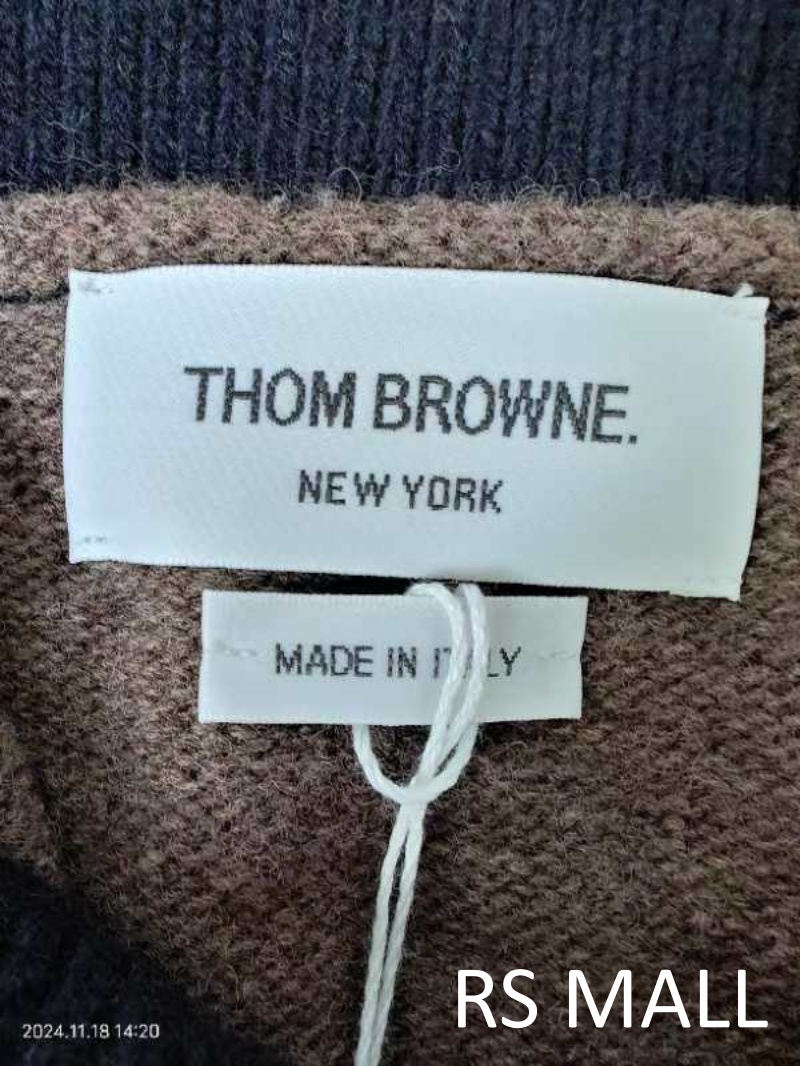 THOM BROWNE.
NEW YORK
MADE IN ITALY
RS MALL
2024.11.18 14:20